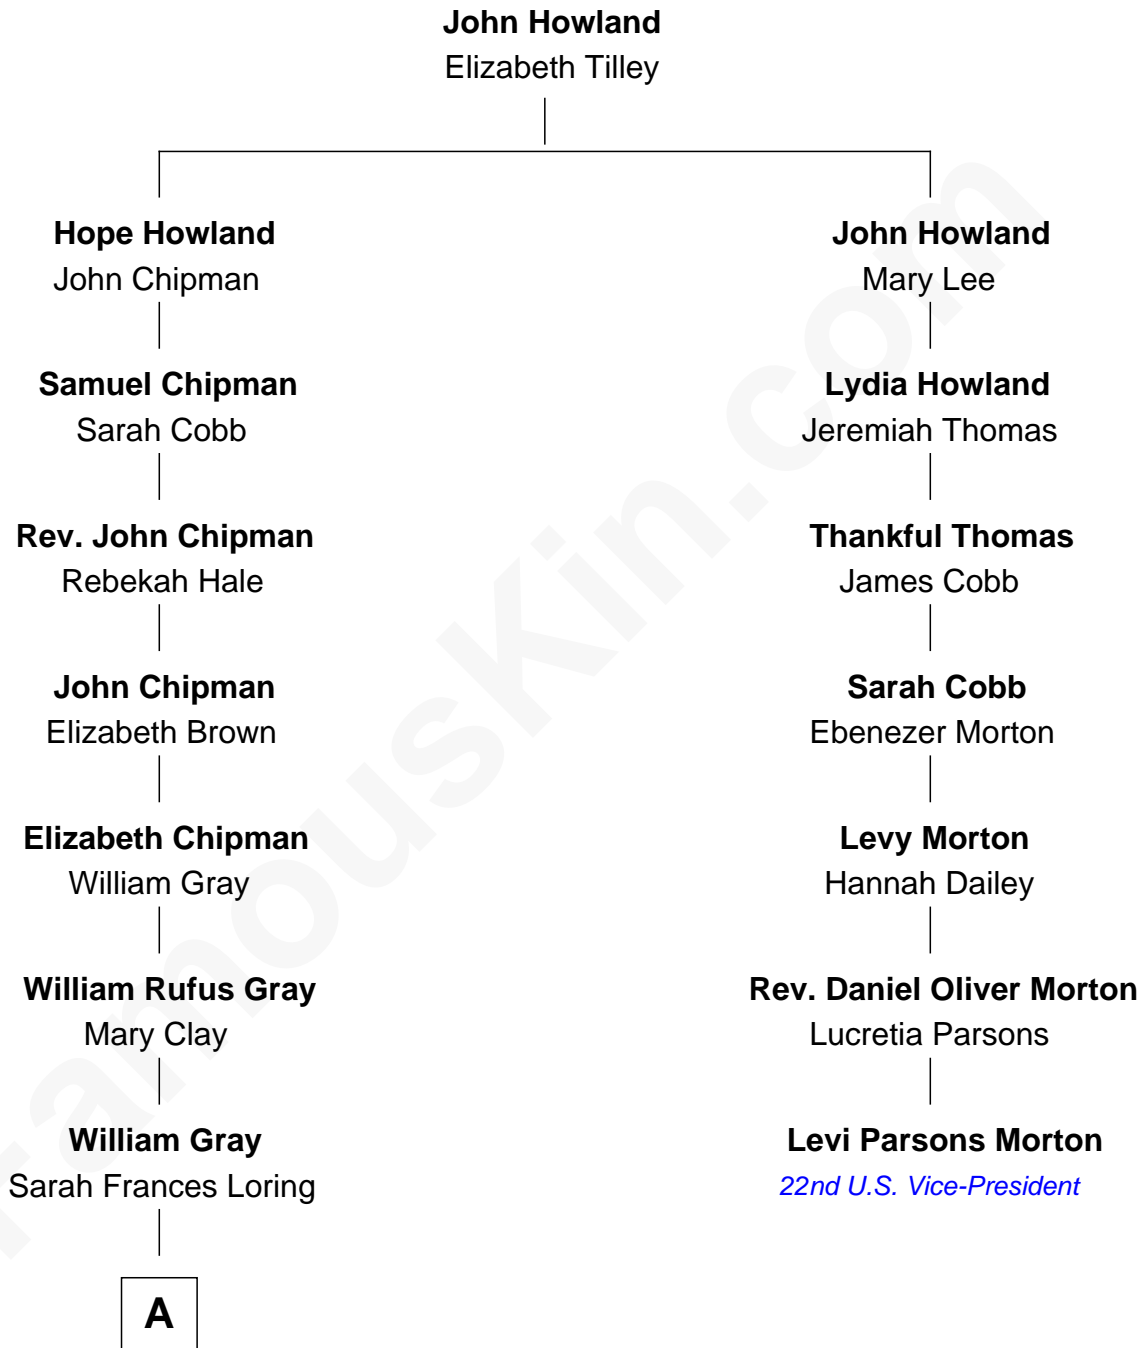 John Howland
Elizabeth Tilley
Hope Howland
John Chipman
John Howland
Mary Lee
Samuel Chipman
Sarah Cobb
Lydia Howland
Jeremiah Thomas
Rev. John Chipman
Rebekah Hale
Thankful Thomas
James Cobb
John Chipman
Elizabeth Brown
Sarah Cobb
Ebenezer Morton
Elizabeth Chipman
William Gray
Levy Morton
Hannah Dailey
William Rufus Gray
Mary Clay
Rev. Daniel Oliver Morton
Lucretia Parsons
William Gray
Sarah Frances Loring
Levi Parsons Morton
22nd U.S. Vice-President
A
FamousKin.com